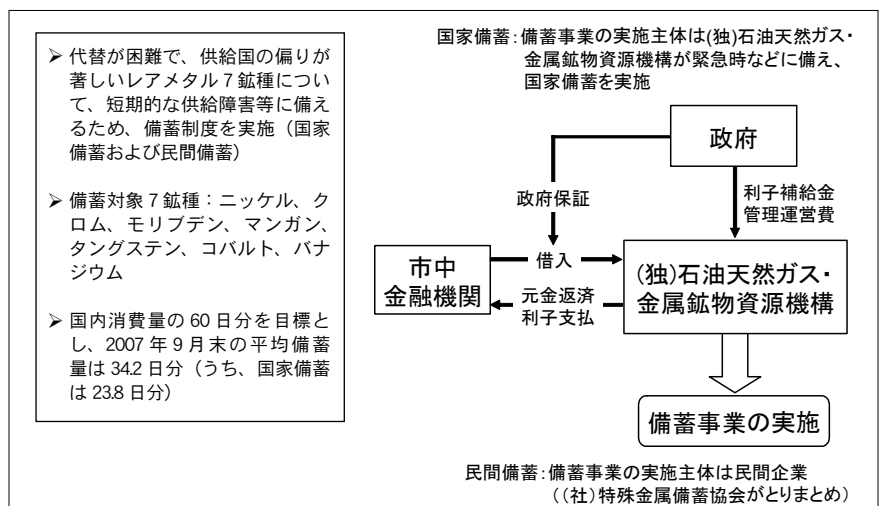 ➢ 代替が困難で、供給国の偏りが
著しいレアメタル7鉱種につい
て、短期的な供給障害等に備え
るため、備蓄制度を実施（国家
備蓄および民間備蓄）
➢ 備蓄対象7鉱種：ニッケル、ク
ロム、モリブデン、マンガン、
タングステン、コバルト、バナ
ジウム
➢ 国内消費量の 60 日分を目標と
し、2007 年 9 月末の平均備蓄
量は 34.2 日分（うち、国家備蓄
は 23.8 日分）
国家備蓄：備蓄事業の実施主体は(独)石油天然ガス・
金属鉱物資源機構が緊急時などに備え、
国家備蓄を実施
政府
政府保証
利子補給金
管理運営費
市中
金融機関
借入
元金返済
利子支払
(独)石油天然ガス・
金属鉱物資源機構
備蓄事業の実施
民間備蓄：備蓄事業の実施主体は民間企業
（(社)特殊金属備蓄協会がとりまとめ）